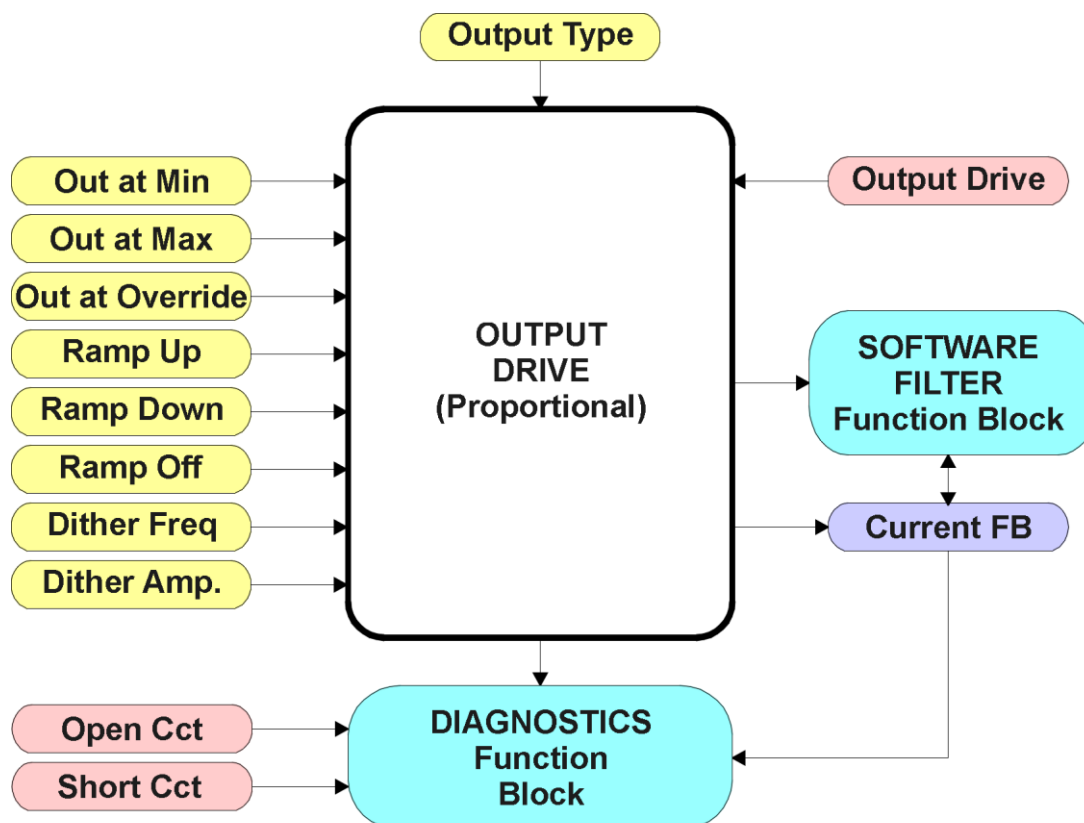 Output Type
Out at Min
Out at Max
Out at Override
Ramp Up
Ramp Down
Ramp Off
Dither Freq
Dither Amp.
OUTPUT
DRIVE
(Proportional)
Output Drive
SOFTWARE
FILTER
Function Block
Current FB
Open Cct
Short Cct
DIAGNOSTICS
Function
Block